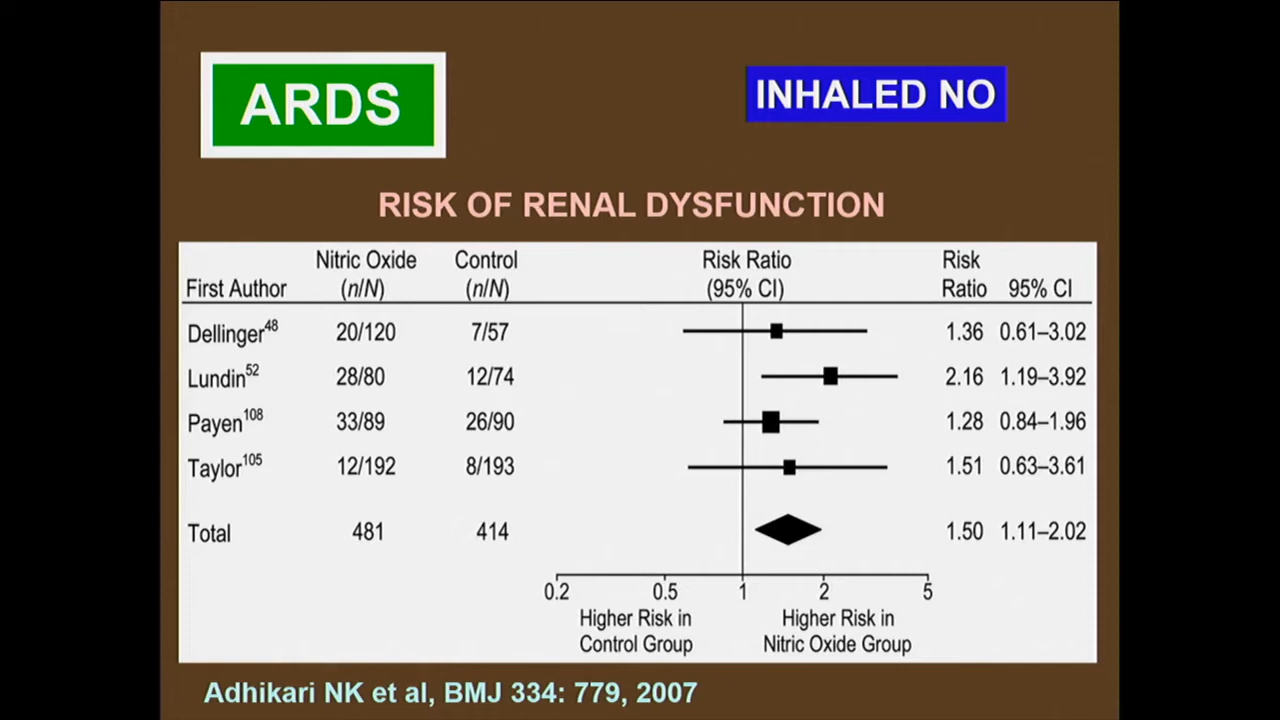 ARDS
INHALED NO
RISK OF RENAL DYSFUNCTION
Nitric Oxide Control Risk Ratio Risk
First Author (n/N) (n/N) (95% CI) Ratio 95% CI
Dellinger48 20/120 7/57 1.36 0.61–3.02
Lundin52 28/80 12/74 2.16 1.19–3.92
Payen108 33/89 26/90 1.28 0.84–1.96
Taylor105 12/192 8/193 1.51 0.63–3.61
Total 481 414 1.50 1.11–2.02
0.2 0.5 1 2 5
Higher Risk in Higher Risk in
Control Group Nitric Oxide Group
Adhikari NK et al, BMJ 334: 779, 2007